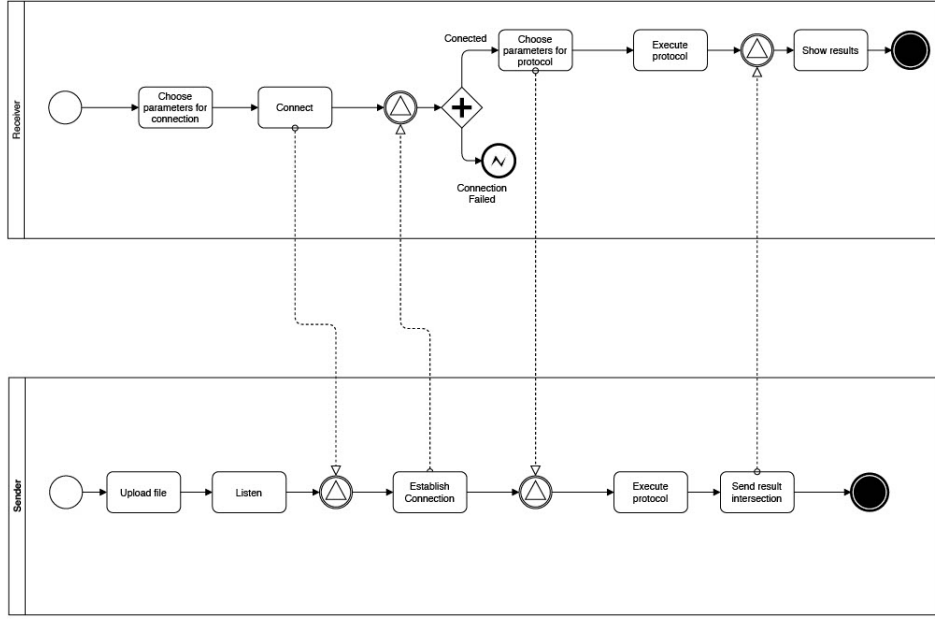 Receiver
Choose
parameters for
connection
Connect
Conected
Connection
Failed
Choose
parameters for
protocol
Execute
protocol
Show results
Sender
Upload file
Listen
Establish
Connection
Execute
protocol
Send result
intersection